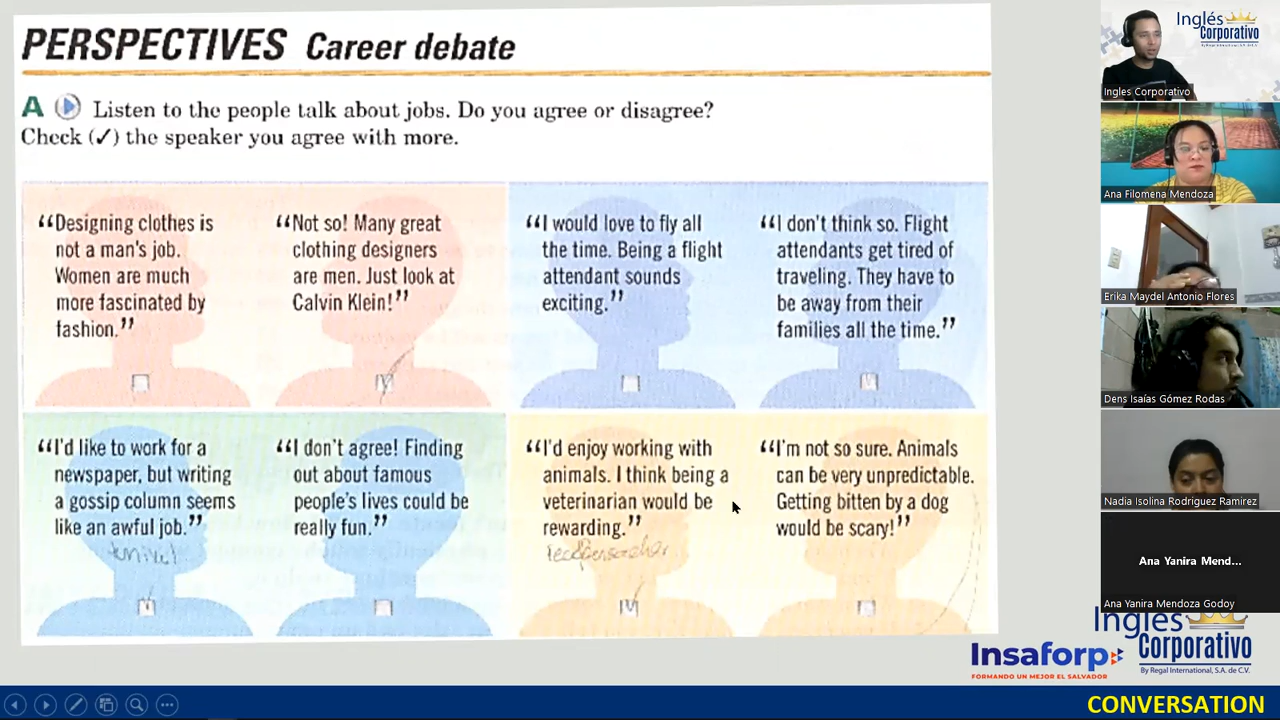 PERSPECTIVES Career debate
A Listen to the people talk about jobs. Do you agree or disagree?
Check (✓) the speaker you agree with more.
“Designing clothes is
not a man's job.
Women are much
more fascinated by
fashion.”
“Not so! Many great
clothing designers
are men. Just look at
Calvin Klein!”
“I would love to fly all
the time. Being a flight
attendant sounds
exciting.”
“I don't think so. Flight
attendants get tired of
traveling. They have to
be away from their
families all the time.”
“I'd like to work for a
newspaper, but writing
a gossip column seems
like an awful job.”
“I don't agree! Finding
out about famous
people's lives could be
really fun.”
“I'd enjoy working with
animals. I think being a
veterinarian would be
rewarding.”
“I'm not so sure. Animals
can be very unpredictable.
Getting bitten by a dog
would be scary!”
Inglés
Corporativo
By Regal International, S.A. de C.V.
Ingles Corporativo
Ana Filomena Mendoza
Erika Maydel Antonio Flores
Dens Isaías Gómez Rodas
Nadia Isolina Rodriguez Ramirez
Ana Yanira Mend...
Ana Yanira Mendoza Godoy
Insaforp
FORMANDO UN MEJOR EL SALVADOR
Inglés
Corporativo
By Regal International, S.A. de C.V.
CONVERSATION